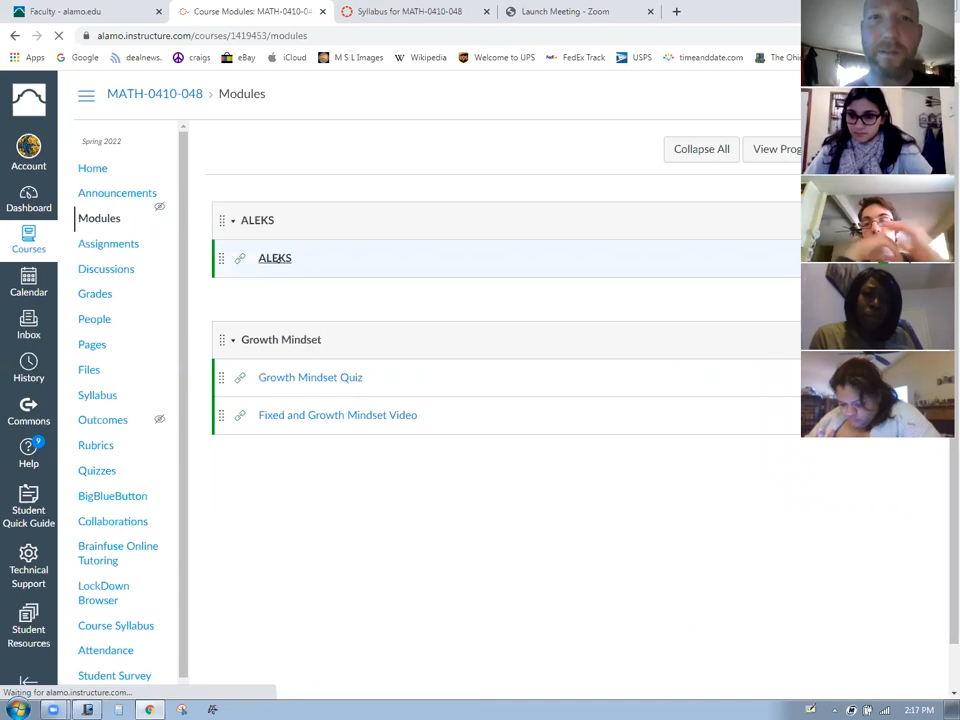 Faculty - alamo.edu
Course Modules: MATH-0410-0
Syllabus for MATH-0410-048
Launch Meeting - Zoom
alamo.instructure.com/courses/1419453/modules
Apps
Google
dealnews.
craigs
eBay
iCloud
M S L Images
Wikipedia
Welcome to UPS
FedEx Track
USPS
timeanddate.com
The Ohi
MATH-0410-048 › Modules
Spring 2022
Account
Dashboard
Courses
Calendar
Inbox
History
Commons
9
Help
Student
Quick Guide
Technical
Support
Student
Resources
Home
Announcements
Modules
Assignments
Discussions
Grades
People
Pages
Files
Syllabus
Outcomes
Rubrics
Quizzes
BigBlueButton
Collaborations
Brainfuse Online
Tutoring
LockDown
Browser
Course Syllabus
Attendance
Student Survey
Collapse All
View Prog
ALEKS
ALEKS
Growth Mindset
Growth Mindset Quiz
Fixed and Growth Mindset Video
Waiting for alamo.instructure.com...
2:17 PM